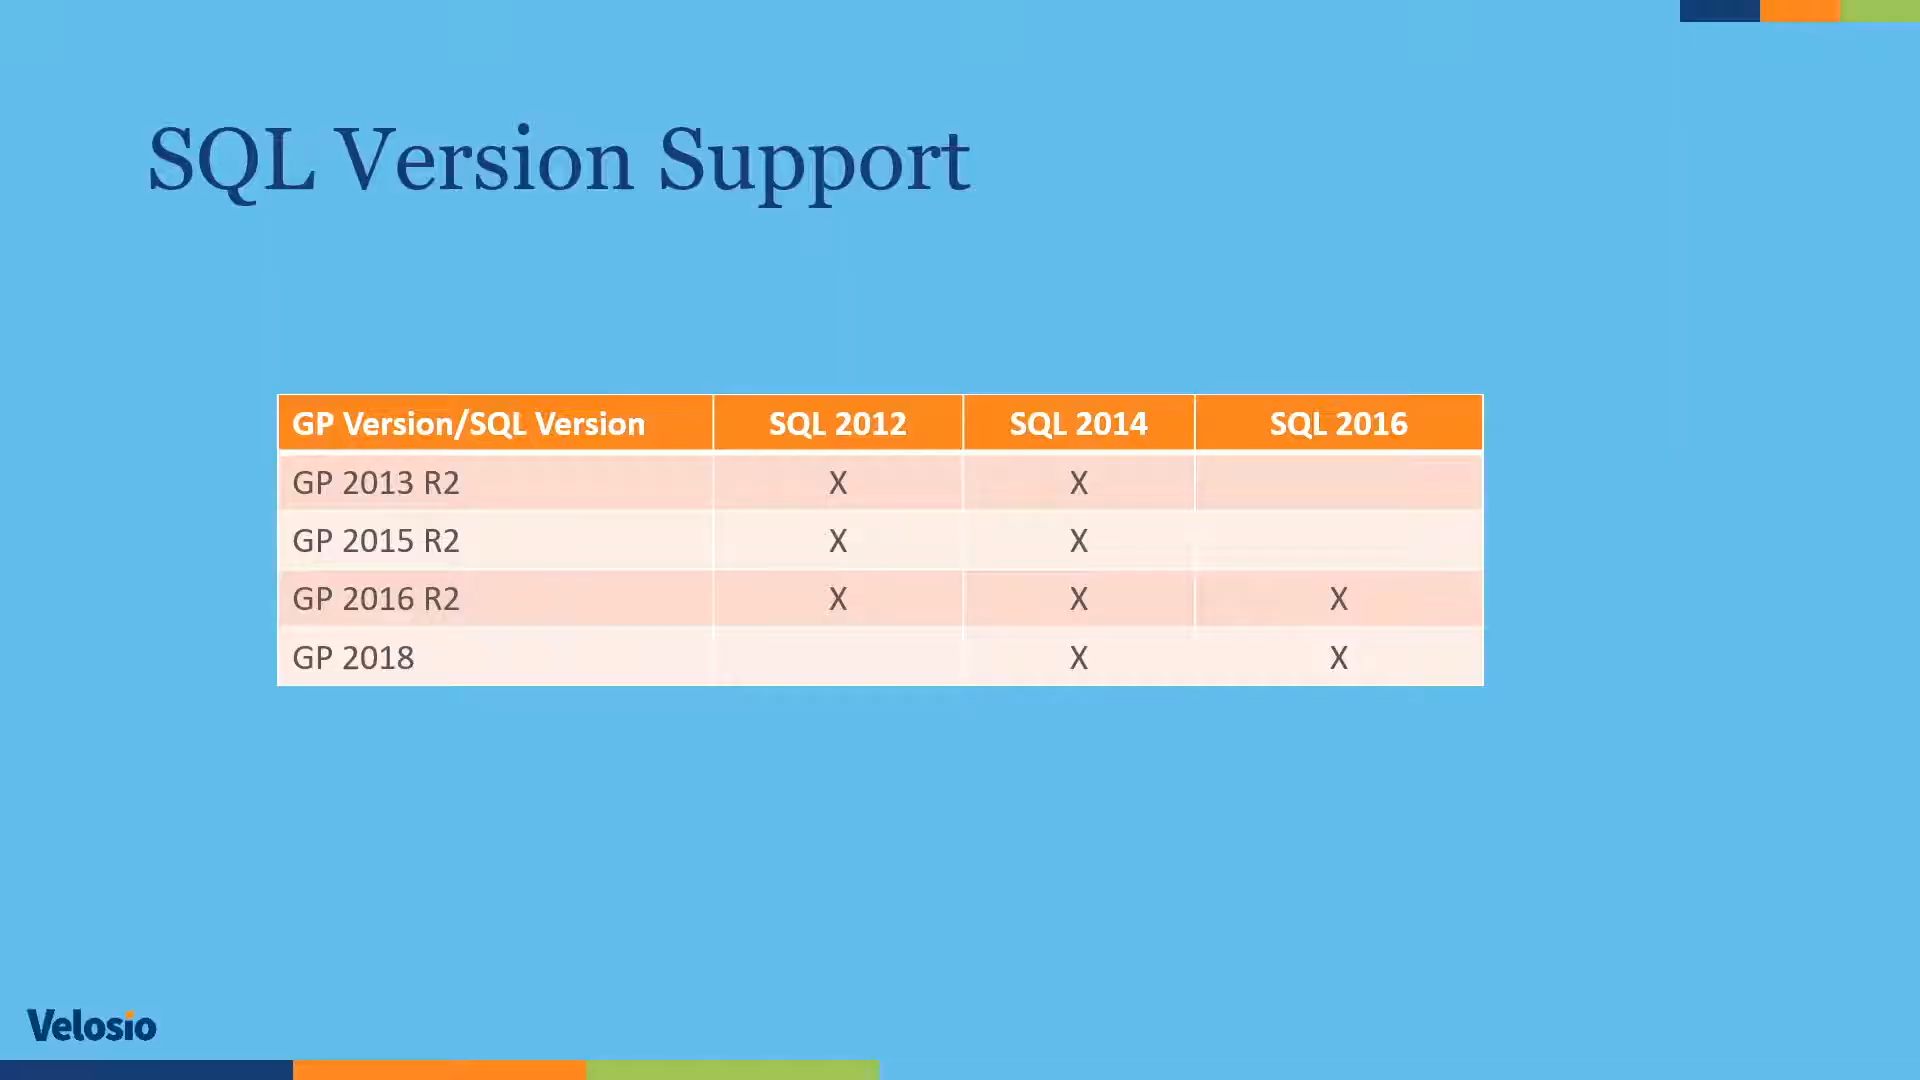 SQL Version Support
GP Version/SQL Version SQL 2012 SQL 2014 SQL 2016
GP 2013 R2 X X
GP 2015 R2 X X
GP 2016 R2 X X X
GP 2018 X X
Velosio